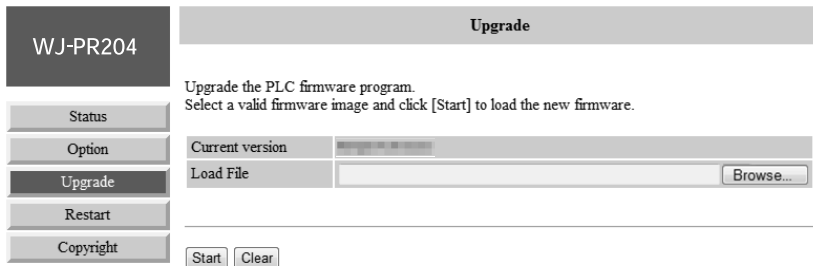 WJ-PR204
Status
Option
Upgrade
Restart
Copyright
Upgrade
Upgrade the PLC firmware program.
Select a valid firmware image and click [Start] to load the new firmware.
Current version
Load File
Browse...
Start Clear